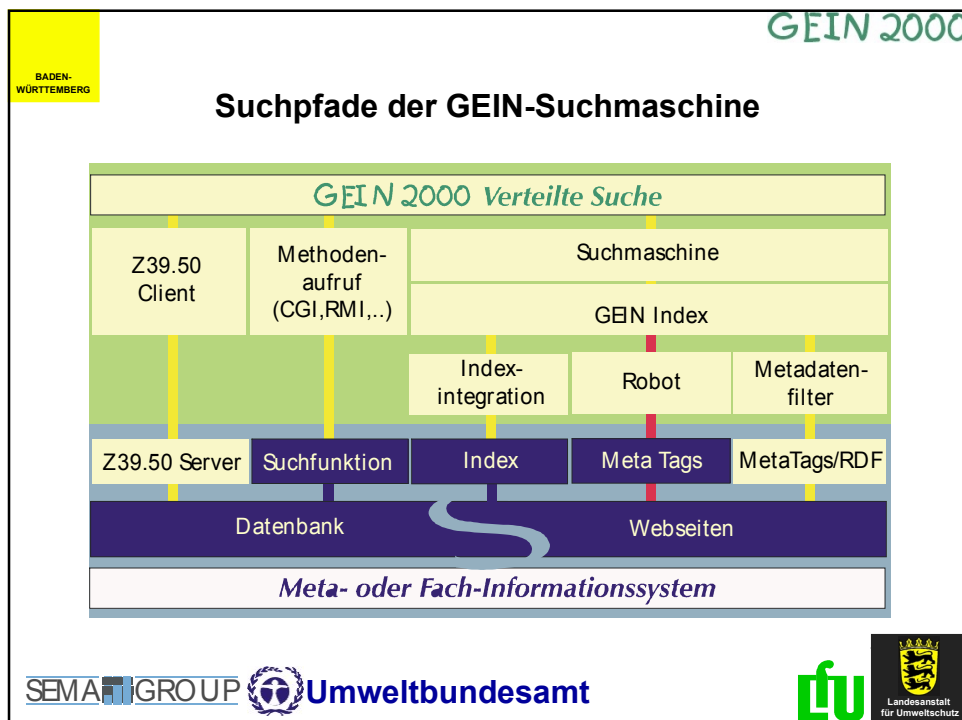 GEIN 2000
BADEN-
WÜRTTEMBERG
Suchpfade der GEIN-Suchmaschine
GEIN 2000 Verteilte Suche
Z39.50
Client
Methoden-
aufruf
(CGI,RMI,..)
Suchmaschine
GEIN Index
Index-
integration
Robot
Metadaten-
filter
Z39.50 Server
Suchfunktion
Index
Meta Tags
MetaTags/RDF
Datenbank
Webseiten
Meta- oder Fach-Informationssystem
SEMA GROUP
Umweltbundesamt
LfU
Landesanstalt
für Umweltschutz